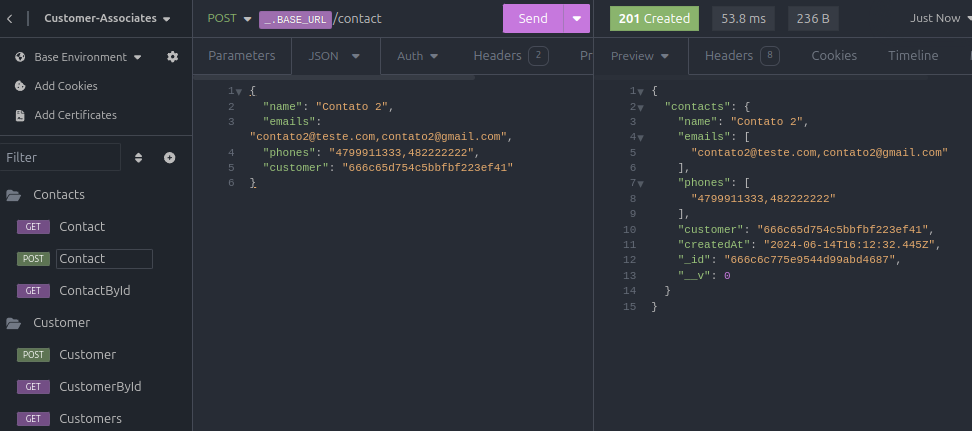 Customer-Associates
Base Environment
Add Cookies
Add Certificates
Filter
Contacts
GET Contact
POST Contact
GET ContactById
Customer
POST Customer
GET CustomerById
GET Customers
POST _.BASE_URL/contact Send
Parameters JSON Auth Headers 2 Pr
1 {
2 "name": "Contato 2",
3 "emails":
"contato2@teste.com,contato2@gmail.com",
4 "phones": "4799911333,482222222",
5 "customer": "666c65d754c5bbfbf223ef41"
6 }
201 Created 53.8 ms 236 B Just Now
Preview Headers 8 Cookies Timeline
1 {
2 "contacts": {
3 "name": "Contato 2",
4 "emails": [
5 "contato2@teste.com,contato2@gmail.com"
6 ],
7 "phones": [
8 "4799911333,482222222"
9 ],
10 "customer": "666c65d754c5bbfbf223ef41",
11 "createdAt": "2024-06-14T16:12:32.445Z",
12 "_id": "666c6c775e9544d99abd4687",
13 "__v": 0
14 }
15 }